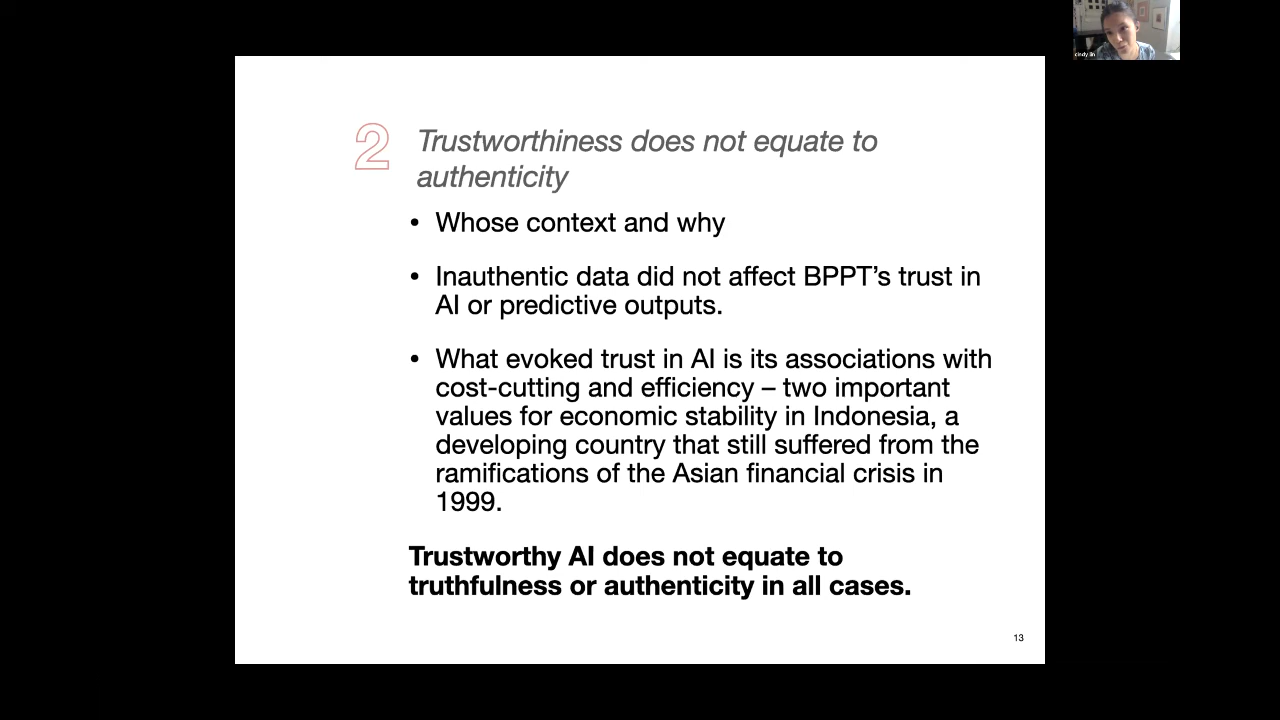 cindy lin
2 Trustworthiness does not equate to
authenticity
• Whose context and why
• Inauthentic data did not affect BPPT’s trust in
AI or predictive outputs.
• What evoked trust in AI is its associations with
cost-cutting and efficiency – two important
values for economic stability in Indonesia, a
developing country that still suffered from the
ramifications of the Asian financial crisis in
1999.
Trustworthy AI does not equate to
truthfulness or authenticity in all cases.
13